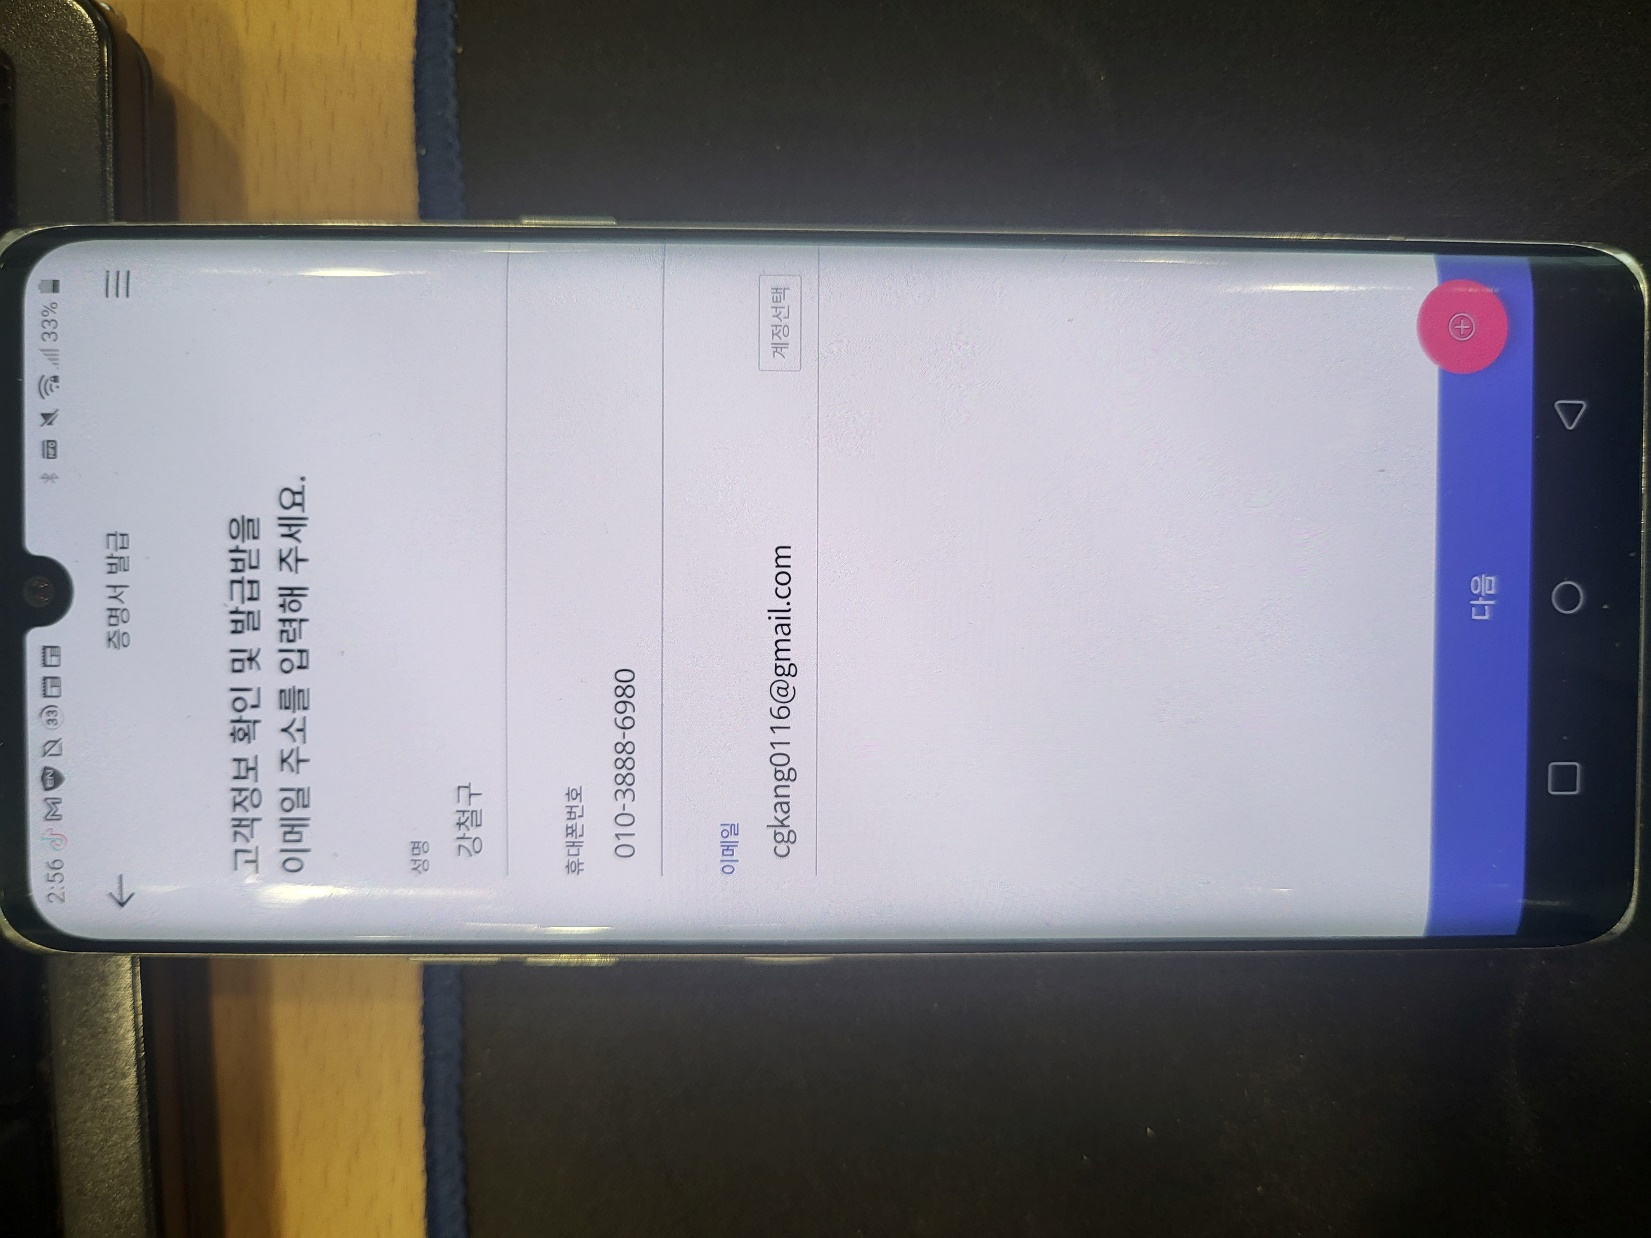 2:56 33 33%
증명서 발급
고객정보 확인 및 발급받을
이메일 주소를 입력해 주세요.
성명
강철구
휴대폰번호
010-3888-6980
이메일
cgkang0116@gmail.com 계정선택
다음